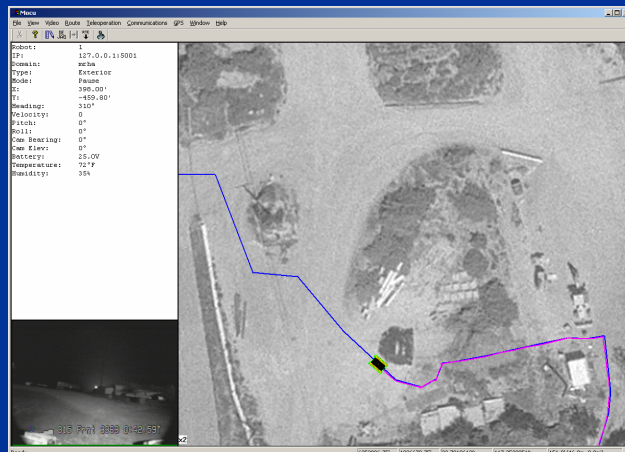 Mocu
File View Video Route Teleoperation Communications GPS Window Help
Robot: 1
IP: 127.0.0.1:5001
Domain: mrha
Type: Exterior
Mode: Pause
X: 398.00'
Y: -459.80'
Heading: 310°
Velocity: 0
Pitch: 0°
Roll: 0°
Cam Bearing: 0°
Cam Elev: 0°
Battery: 25.0V
Temperature: 72°F
Humidity: 35%
x2